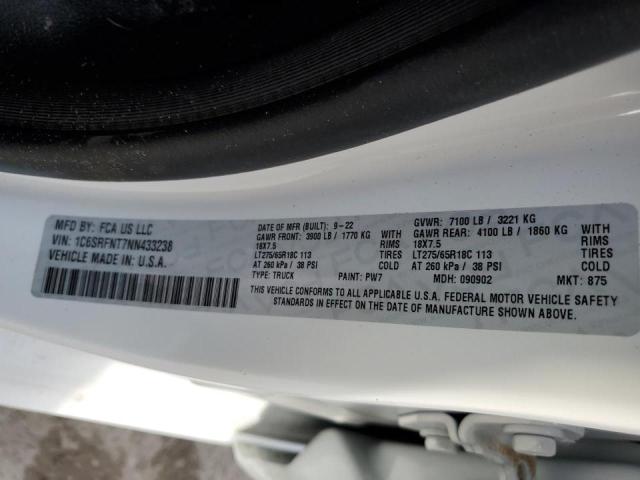 MFD BY: FCA US LLC
VIN: 1C6SRFNT7NN433238
VEHICLE MADE IN: U.S.A.
DATE OF MFR (BUILT): 9-22
GAWR FRONT: 3900 LB / 1770 KG
18X7.5 RIMS
LT275/65R18C 113 TIRES
AT 260 kPa / 38 PSI COLD
TYPE: TRUCK PAINT: PW7
GVWR: 7100 LB / 3221 KG
GAWR REAR: 4100 LB / 1860 KG
18X7.5 RIMS
LT275/65R18C 113 TIRES
AT 260 kPa / 38 PSI COLD
MDH: 090902 MKT: 875
THIS VEHICLE CONFORMS TO ALL APPLICABLE U.S.A. FEDERAL MOTOR VEHICLE SAFETY
STANDARDS IN EFFECT ON THE DATE OF MANUFACTURE SHOWN ABOVE.